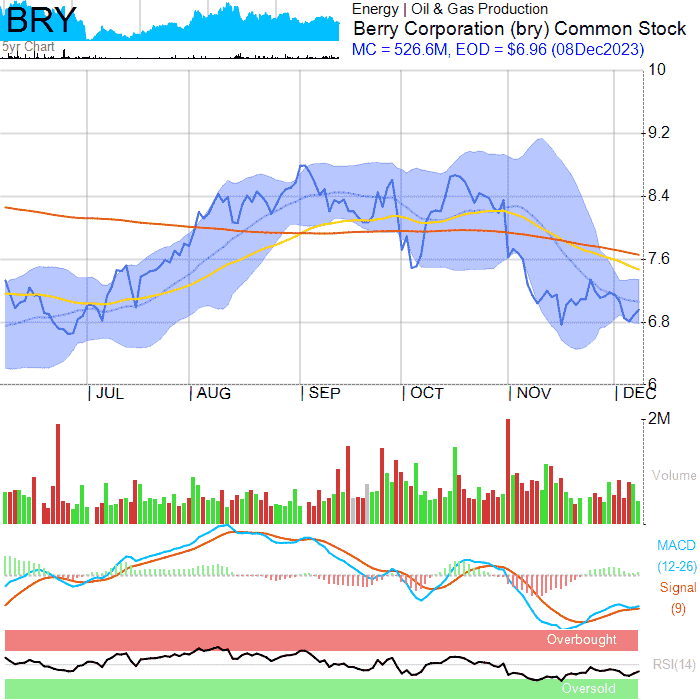 BRY
5yr Chart
Energy | Oil & Gas Production
Berry Corporation (bry) Common Stock
MC = 526.6M, EOD = $6.96 (08Dec2023)
10
9.2
8.4
7.6
6.8
6
JUL AUG SEP OCT NOV DEC
2M
Volume
MACD
(12-26)
Signal
(9)
Overbought
RSI(14)
Oversold